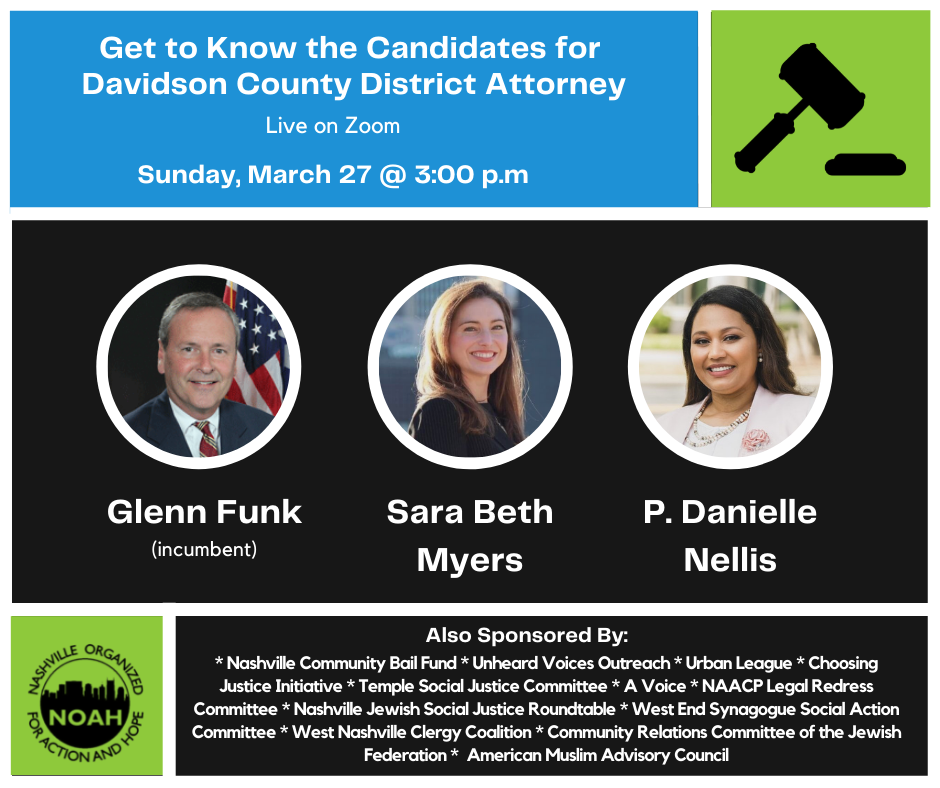 Get to Know the Candidates for
Davidson County District Attorney
Live on Zoom
Sunday, March 27 @ 3:00 p.m
Glenn Funk
(incumbent)
Sara Beth
Myers
P. Danielle
Nellis
NASHVILLE ORGANIZED
NOAH
FOR ACTION AND HOPE
Also Sponsored By:
* Nashville Community Bail Fund * Unheard Voices Outreach * Urban League * Choosing
Justice Initiative * Temple Social Justice Committee * A Voice * NAACP Legal Redress
Committee * Nashville Jewish Social Justice Roundtable * West End Synagogue Social Action
Committee * West Nashville Clergy Coalition * Community Relations Committee of the Jewish
Federation * American Muslim Advisory Council